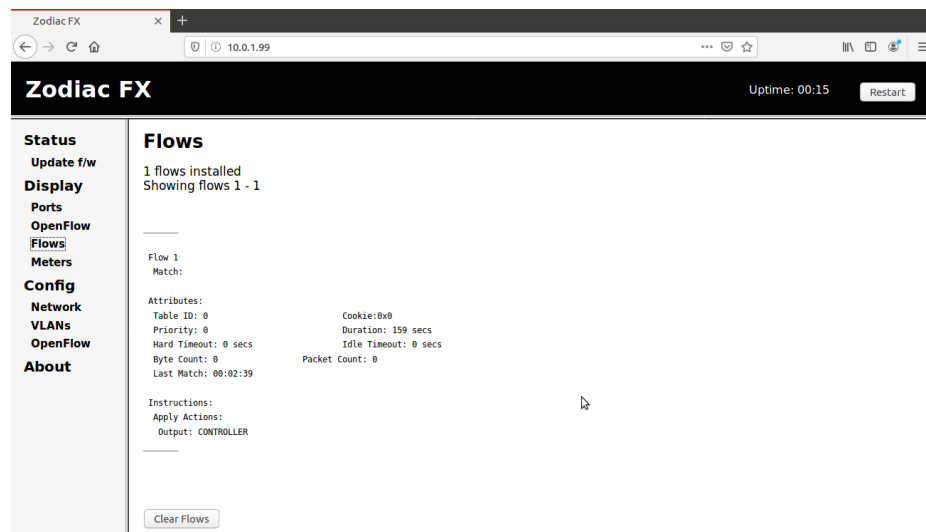 Zodiac FX × +
10.0.1.99
Zodiac FX
Uptime: 00:15
Restart
Status
Update f/w
Display
Ports
OpenFlow
Flows
Meters
Config
Network
VLANs
OpenFlow
About
Flows
1 flows installed
Showing flows 1 - 1
Flow 1
Match:
Attributes:
Table ID: 0 Cookie:0x0
Priority: 0 Duration: 159 secs
Hard Timeout: 0 secs Idle Timeout: 0 secs
Byte Count: 0 Packet Count: 0
Last Match: 00:02:39
Instructions:
Apply Actions:
Output: CONTROLLER
Clear Flows